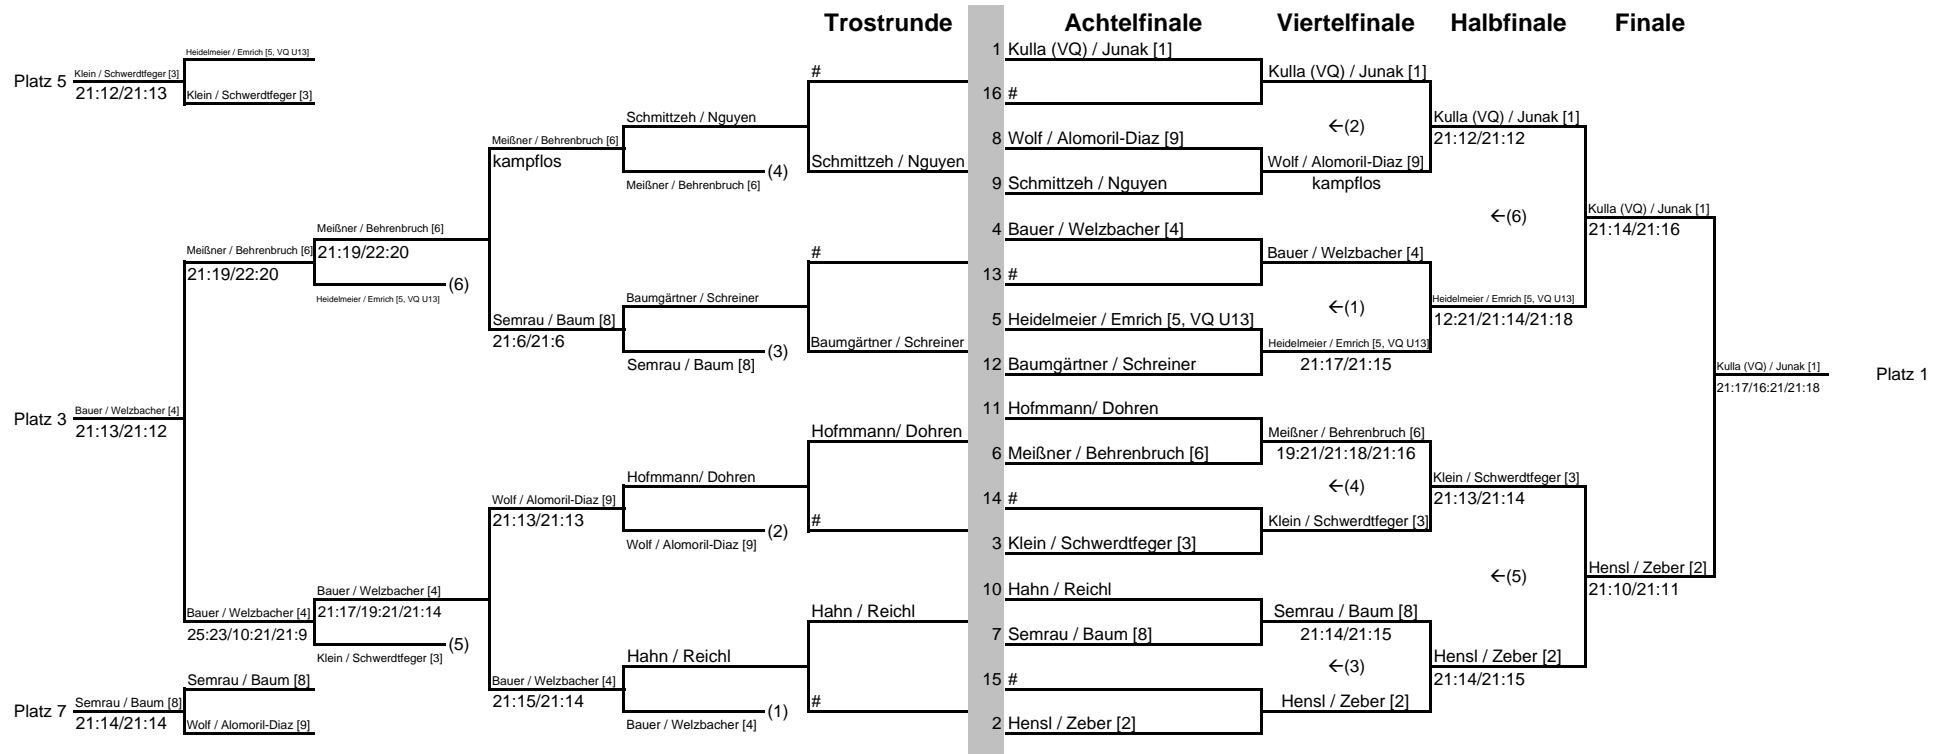 Trostrunde Achtelfinale Viertelfinale Halbfinale Finale
Heidelmeier / Emrich [5, VQ U13]
Platz 5 Klein / Schwerdtfeger [3]
21:12/21:13
Klein / Schwerdtfeger [3]
Meißner / Behrenbruch [6]
21:19/22:20
Platz 3 Bauer / Welzbacher [4]
21:13/21:12
Bauer / Welzbacher [4]
25:23/10:21/21:9
Semrau / Baum [8]
Platz 7 Semrau / Baum [8]
21:14/21:14
Wolf / Alomoril-Diaz [9]
Meißner / Behrenbruch [6]
21:19/22:20
(6)
Heidelmeier / Emrich [5, VQ U13]
Bauer / Welzbacher [4]
21:17/19:21/21:14
(5)
Klein / Schwerdtfeger [3]
Meißner / Behrenbruch [6]
kampflos
Semrau / Baum [8]
21:6/21:6
Wolf / Alomoril-Diaz [9]
21:13/21:13
Bauer / Welzbacher [4]
21:15/21:14
Schmittzeh / Nguyen
(4)
Meißner / Behrenbruch [6]
Baumgärtner / Schreiner
(3)
Semrau / Baum [8]
Hofmmann/ Dohren
(2)
Wolf / Alomoril-Diaz [9]
Hahn / Reichl
(1)
Bauer / Welzbacher [4]
#
Schmittzeh / Nguyen
#
Baumgärtner / Schreiner
Hofmmann/ Dohren
#
Hahn / Reichl
#
1 Kulla (VQ) / Junak [1]
16 #
8 Wolf / Alomoril-Diaz [9]
9 Schmittzeh / Nguyen
4 Bauer / Welzbacher [4]
13 #
5 Heidelmeier / Emrich [5, VQ U13]
12 Baumgärtner / Schreiner
11 Hofmmann/ Dohren
6 Meißner / Behrenbruch [6]
14 #
3 Klein / Schwerdtfeger [3]
10 Hahn / Reichl
7 Semrau / Baum [8]
15 #
2 Hensl / Zeber [2]
Kulla (VQ) / Junak [1]
←(2)
Wolf / Alomoril-Diaz [9]
kampflos
Bauer / Welzbacher [4]
←(1)
Heidelmeier / Emrich [5, VQ U13]
21:17/21:15
Meißner / Behrenbruch [6]
19:21/21:18/21:16
←(4)
Klein / Schwerdtfeger [3]
Semrau / Baum [8]
21:14/21:15
←(3)
Hensl / Zeber [2]
Kulla (VQ) / Junak [1]
21:12/21:12
←(6)
Heidelmeier / Emrich [5, VQ U13]
12:21/21:14/21:18
Klein / Schwerdtfeger [3]
21:13/21:14
←(5)
Hensl / Zeber [2]
21:14/21:15
Kulla (VQ) / Junak [1]
21:14/21:16
Hensl / Zeber [2]
21:10/21:11
Kulla (VQ) / Junak [1]
21:17/16:21/21:18
Platz 1